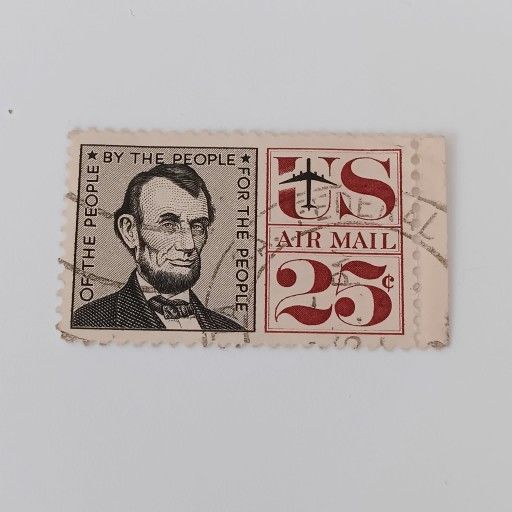 OF THE PEOPLE ★ BY THE PEOPLE ★ FOR THE PEOPLE
US
AIR MAIL
25¢